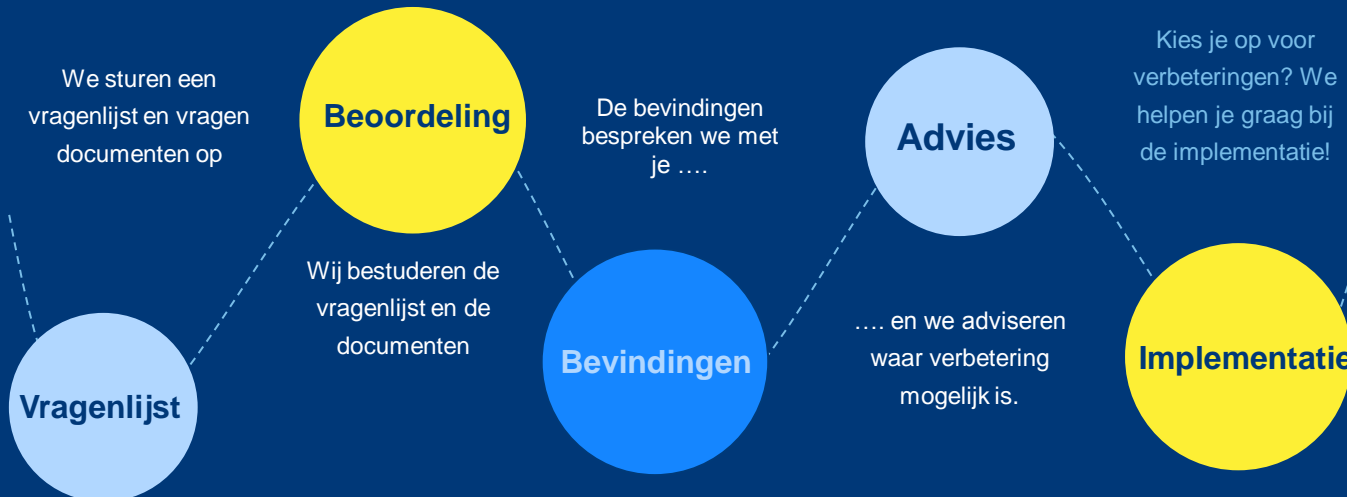 We sturen een
vragenlijst en vragen
documenten op
Vragenlijst
Beoordeling
Wij bestuderen de
vragenlijst en de
documenten
De bevindingen
bespreken we met
je ....
Bevindingen
Advies
.... en we adviseren
waar verbetering
mogelijk is.
Kies je op voor
verbeteringen? We
helpen je graag bij
de implementatie!
Implementatie